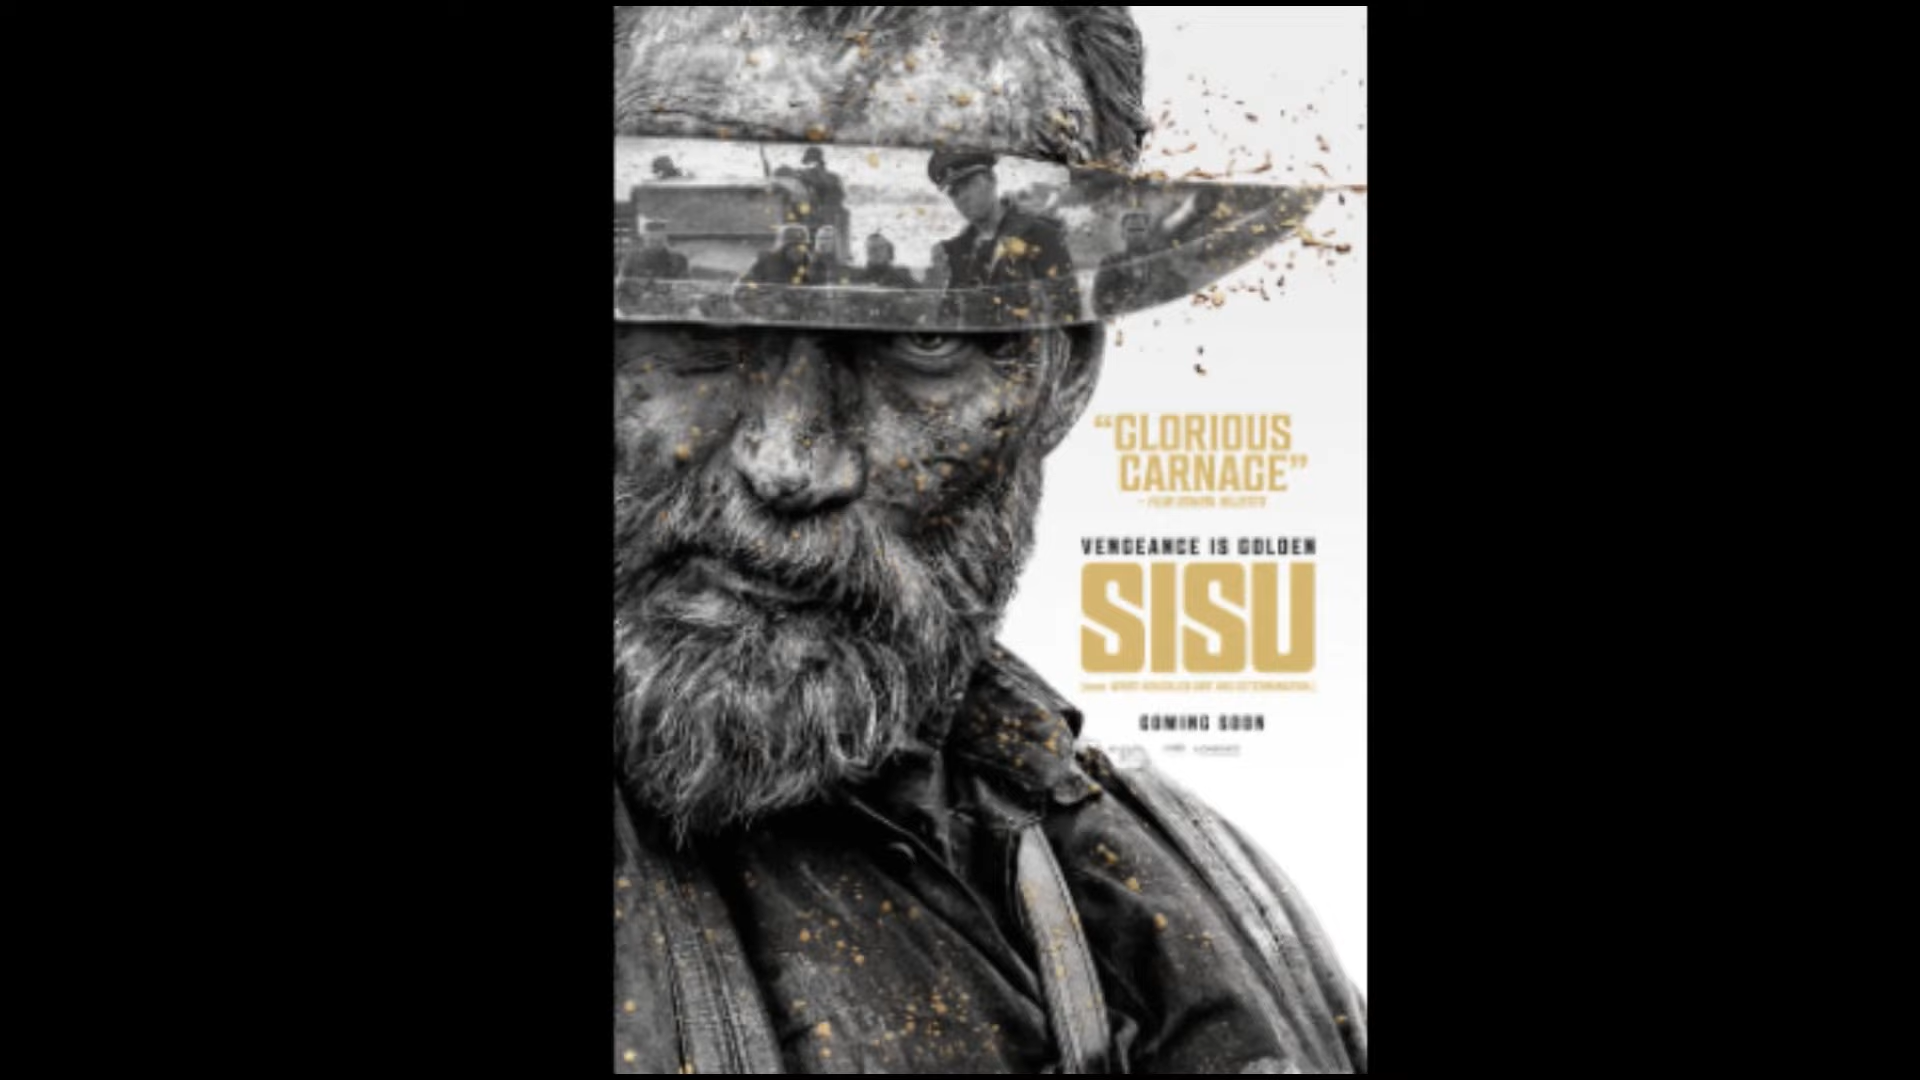 “GLORIOUS
CARNAGE”
VENGEANCE IS GOLDEN
SISU
COMING SOON